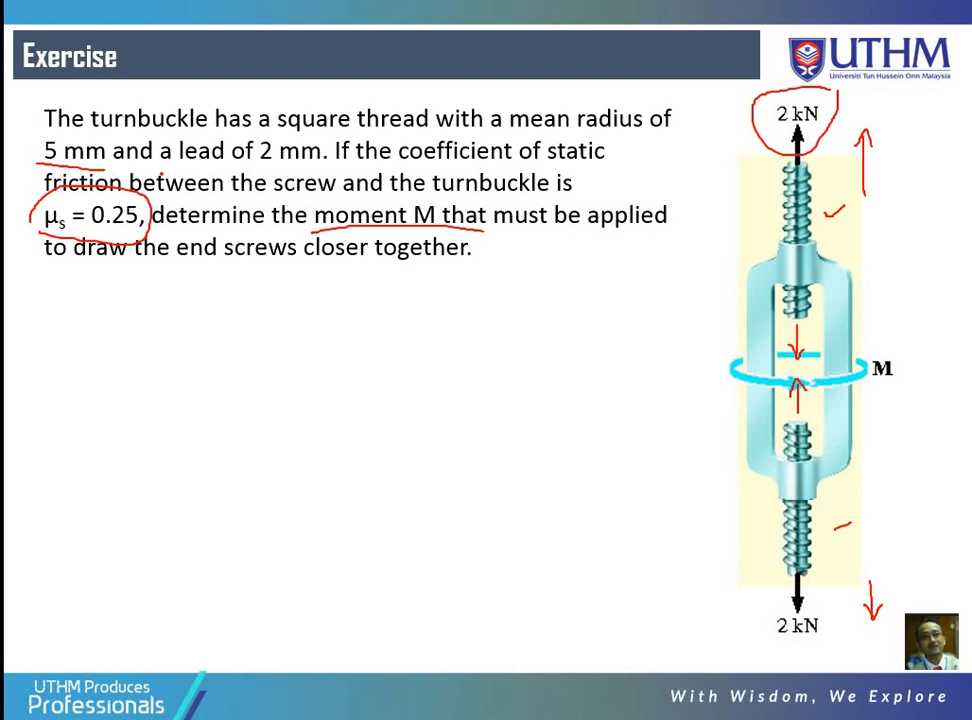 Exercise
UTHM
Universiti Tun Hussein Onn Malaysia
The turnbuckle has a square thread with a mean radius of
5 mm and a lead of 2 mm. If the coefficient of static
friction between the screw and the turnbuckle is
μs = 0.25, determine the moment M that must be applied
to draw the end screws closer together.
2 kN
M
2 kN
UTHM Produces
Professionals
With Wisdom, We Explore